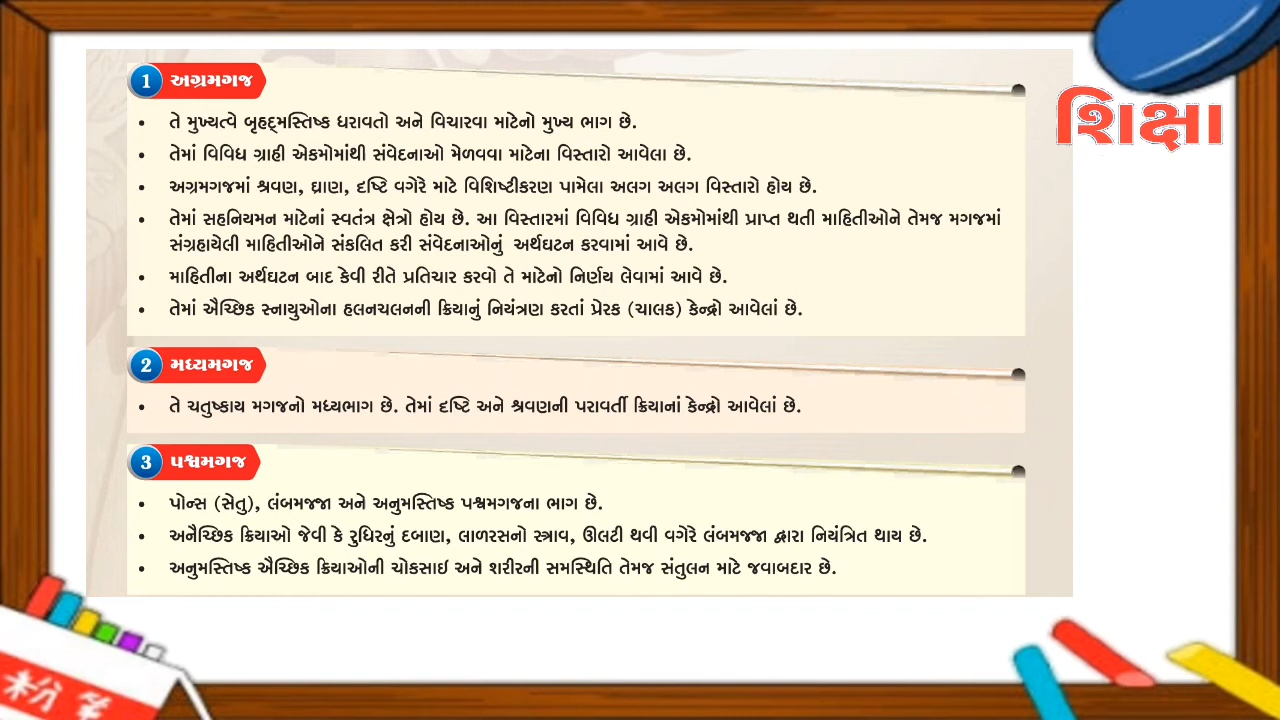 શિક્ષા
1 અગ્રમગજ
• તે મુખ્યત્વે બૃહદ્મસ્તિષ્ક ધરાવતો અને વિચારવા માટેનો મુખ્ય ભાગ છે.
• તેમાં વિવિધ ગ્રાહી એકમોમાંથી સંવેદનાઓ મેળવવા માટેના વિસ્તારો આવેલા છે.
• અગ્રમગજમાં શ્રવણ, ઘ્રાણ, દૃષ્ટિ વગેરે માટે વિશિષ્ટીકરણ પામેલા અલગ અલગ વિસ્તારો હોય છે.
• તેમાં સહનિયમન માટેનાં સ્વતંત્ર ક્ષેત્રો હોય છે. આ વિસ્તારમાં વિવિધ ગ્રાહી એકમોમાંથી પ્રાપ્ત થતી માહિતીઓને તેમજ મગજમાં
સંગ્રહાયેલી માહિતીઓને સંકલિત કરી સંવેદનાઓનું અર્થઘટન કરવામાં આવે છે.
• માહિતીના અર્થઘટન બાદ કેવી રીતે પ્રતિચાર કરવો તે માટેનો નિર્ણય લેવામાં આવે છે.
• તેમાં ઐચ્છિક સ્નાયુઓના હલનચલનની ક્રિયાનું નિયંત્રણ કરતાં પ્રેરક (ચાલક) કેન્દ્રો આવેલાં છે.
2 મધ્યમગજ
• તે ચતુષ્કાય મગજનો મધ્યભાગ છે. તેમાં દૃષ્ટિ અને શ્રવણની પરાવર્તી ક્રિયાનાં કેન્દ્રો આવેલાં છે.
3 પશ્ચમગજ
• પોન્સ (સેતુ), લંબમજ્જા અને અનુમસ્તિષ્ક પશ્ચમગજના ભાગ છે.
• અનૈચ્છિક ક્રિયાઓ જેવી કે રુધિરનું દબાણ, લાળરસનો સ્ત્રાવ, ઊલટી થવી વગેરે લંબમજ્જા દ્વારા નિયંત્રિત થાય છે.
• અનુમસ્તિષ્ક ઐચ્છિક ક્રિયાઓની ચોકસાઇ અને શરીરની સમસ્થિતિ તેમજ સંતુલન માટે જવાબદાર છે.